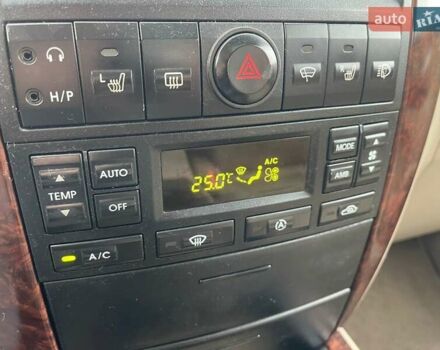 auto RIA
L
H/P
A/C
25.0°C
MODE
AMB
TEMP
AUTO
OFF
A
A/C